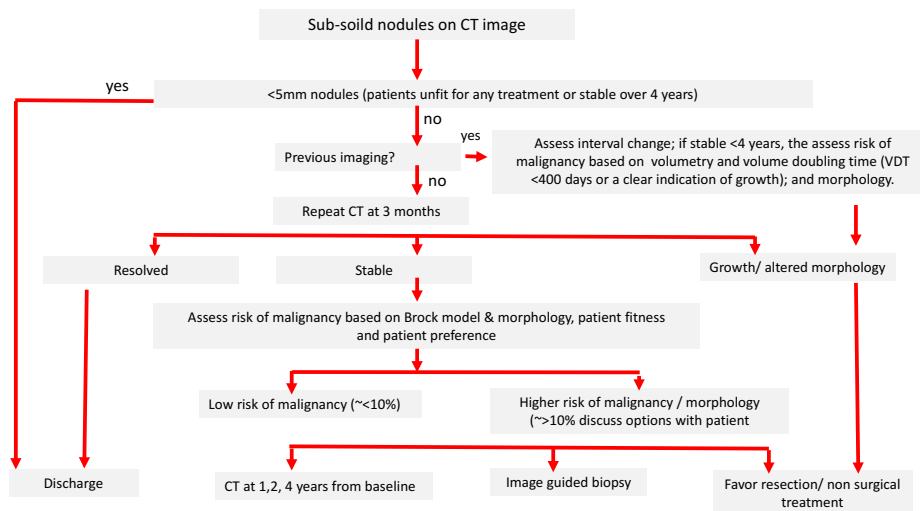 Sub-soild nodules on CT image
yes
<5mm nodules (patients unfit for any treatment or stable over 4 years)
no
yes
Previous imaging?
Assess interval change; if stable <4 years, the assess risk of
malignancy based on volumetry and volume doubling time (VDT
<400 days or a clear indication of growth); and morphology.
no
Repeat CT at 3 months
Resolved
Stable
Growth/ altered morphology
Assess risk of malignancy based on Brock model & morphology, patient fitness
and patient preference
Low risk of malignancy (~<10%)
Higher risk of malignancy / morphology
(~>10% discuss options with patient
Discharge
CT at 1,2, 4 years from baseline
Image guided biopsy
Favor resection/ non surgical
treatment